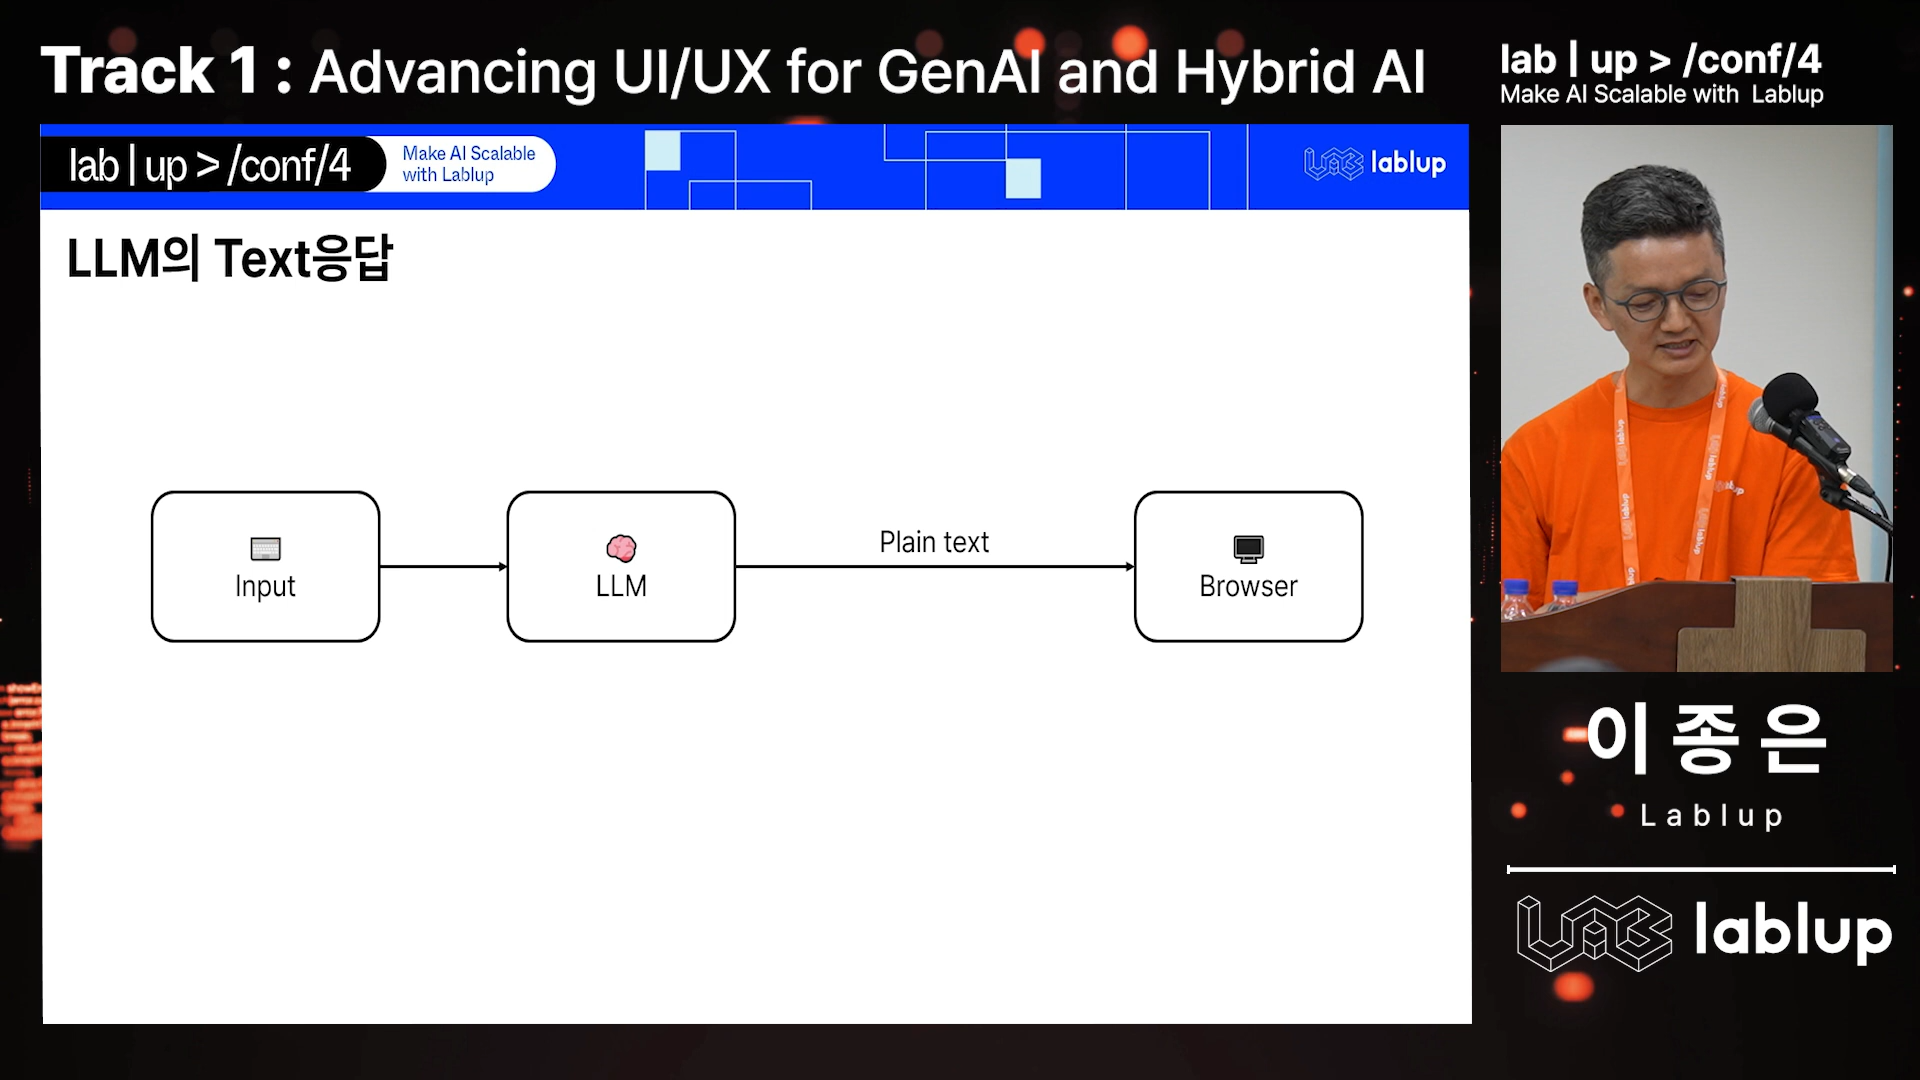 Track 1 : Advancing UI/UX for GenAI and Hybrid AI
lab | up > /conf/4
Make AI Scalable with Lablup
lab | up > /conf/4
Make AI Scalable
with Lablup
lablup
LLM의 Text응답
Input
LLM
Plain text
Browser
이종은
Lablup
lablup